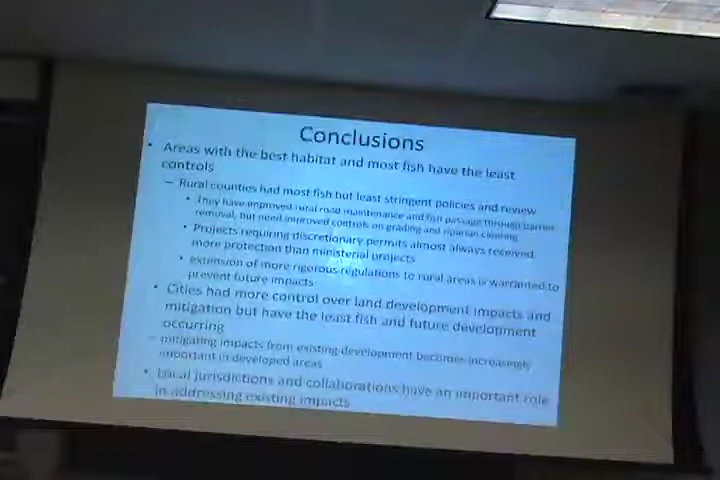 Conclusions
• Areas with the best habitat and most fish have the least
controls
– Rural counties had most fish but least stringent policies and review
• They have improved rural road maintenance and fish passage through barrier
removal, but need improved controls on grading and riparian clearing
• Projects requiring discretionary permits almost always received
more protection than ministerial projects
• extension of more rigorous regulations to rural areas is warranted to
prevent future impacts
• Cities had more control over land development impacts and
mitigation but have the least fish and future development
occurring
– mitigating impacts from existing development becomes increasingly
important in developed areas
• Local jurisdictions and collaborations have an important role
in addressing existing impacts